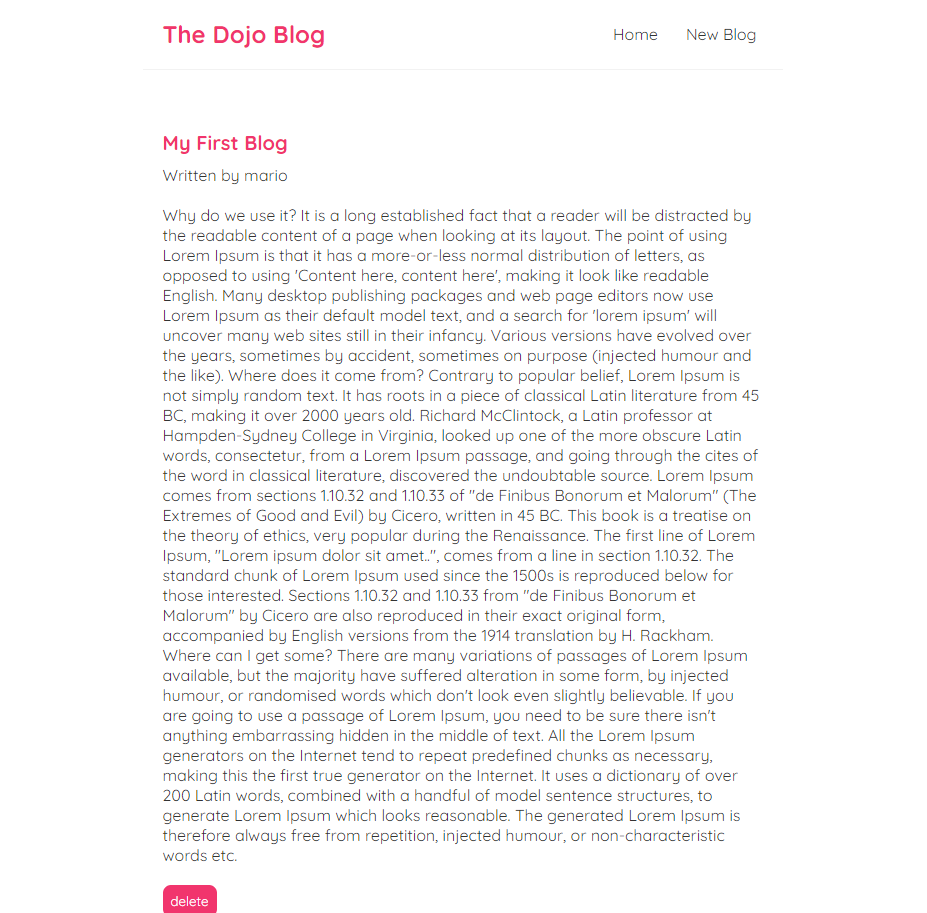 The Dojo Blog
Home New Blog
My First Blog
Written by mario
Why do we use it? It is a long established fact that a reader will be distracted by
the readable content of a page when looking at its layout. The point of using
Lorem Ipsum is that it has a more-or-less normal distribution of letters, as
opposed to using 'Content here, content here', making it look like readable
English. Many desktop publishing packages and web page editors now use
Lorem Ipsum as their default model text, and a search for 'lorem ipsum' will
uncover many web sites still in their infancy. Various versions have evolved over
the years, sometimes by accident, sometimes on purpose (injected humour and
the like). Where does it come from? Contrary to popular belief, Lorem Ipsum is
not simply random text. It has roots in a piece of classical Latin literature from 45
BC, making it over 2000 years old. Richard McClintock, a Latin professor at
Hampden-Sydney College in Virginia, looked up one of the more obscure Latin
words, consectetur, from a Lorem Ipsum passage, and going through the cites of
the word in classical literature, discovered the undoubtable source. Lorem Ipsum
comes from sections 1.10.32 and 1.10.33 of "de Finibus Bonorum et Malorum" (The
Extremes of Good and Evil) by Cicero, written in 45 BC. This book is a treatise on
the theory of ethics, very popular during the Renaissance. The first line of Lorem
Ipsum, "Lorem ipsum dolor sit amet..", comes from a line in section 1.10.32. The
standard chunk of Lorem Ipsum used since the 1500s is reproduced below for
those interested. Sections 1.10.32 and 1.10.33 from "de Finibus Bonorum et
Malorum" by Cicero are also reproduced in their exact original form,
accompanied by English versions from the 1914 translation by H. Rackham.
Where can I get some? There are many variations of passages of Lorem Ipsum
available, but the majority have suffered alteration in some form, by injected
humour, or randomised words which don't look even slightly believable. If you
are going to use a passage of Lorem Ipsum, you need to be sure there isn't
anything embarrassing hidden in the middle of text. All the Lorem Ipsum
generators on the Internet tend to repeat predefined chunks as necessary,
making this the first true generator on the Internet. It uses a dictionary of over
200 Latin words, combined with a handful of model sentence structures, to
generate Lorem Ipsum which looks reasonable. The generated Lorem Ipsum is
therefore always free from repetition, injected humour, or non-characteristic
words etc.
delete